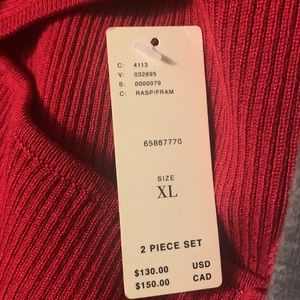 C: 4113
V: 032695
S: 0000079
C: RASP/FRAM
65887770
SIZE
XL
2 PIECE SET
$130.00 USD
$150.00 CAD